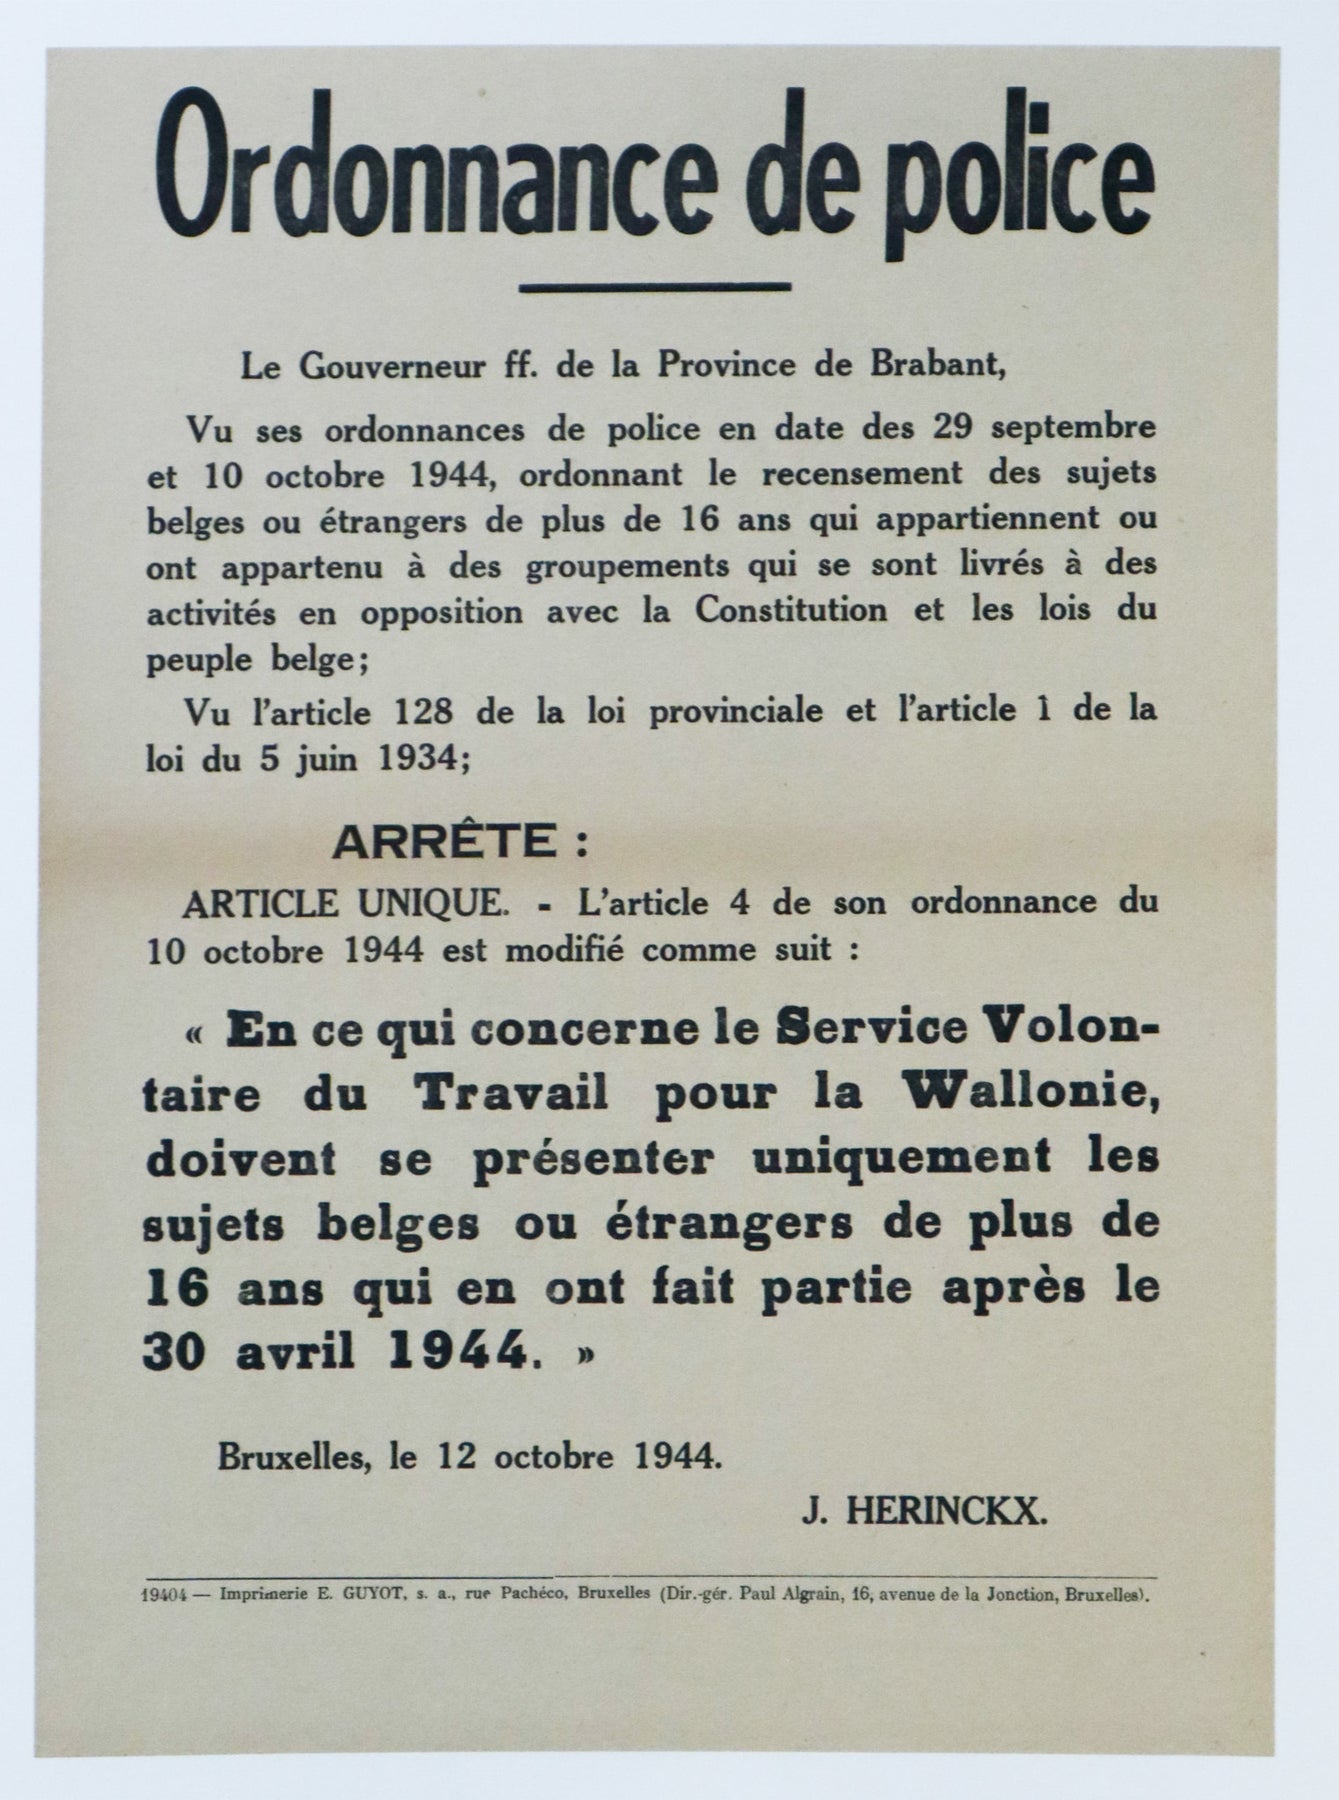 Ordonnance de police
Le Gouverneur ff. de la Province de Brabant,
Vu ses ordonnances de police en date des 29 septembre
et 10 octobre 1944, ordonnant le recensement des sujets
belges ou étrangers de plus de 16 ans qui appartiennent ou
ont appartenu à des groupements qui se sont livrés à des
activités en opposition avec la Constitution et les lois du
peuple belge;
Vu l'article 128 de la loi provinciale et l'article 1 de la
loi du 5 juin 1934;
ARRÊTE :
ARTICLE UNIQUE. - L'article 4 de son ordonnance du
10 octobre 1944 est modifié comme suit :
« En ce qui concerne le Service Volon-
taire du Travail pour la Wallonie,
doivent se présenter uniquement les
sujets belges ou étrangers de plus de
16 ans qui en ont fait partie après le
30 avril 1944. »
Bruxelles, le 12 octobre 1944.
J. HERINCKX.
19404 — Imprimerie E. GUYOT, s. a., rue Pachéco, Bruxelles (Dir.-gér. Paul Algrain, 16, avenue de la Jonction, Bruxelles).